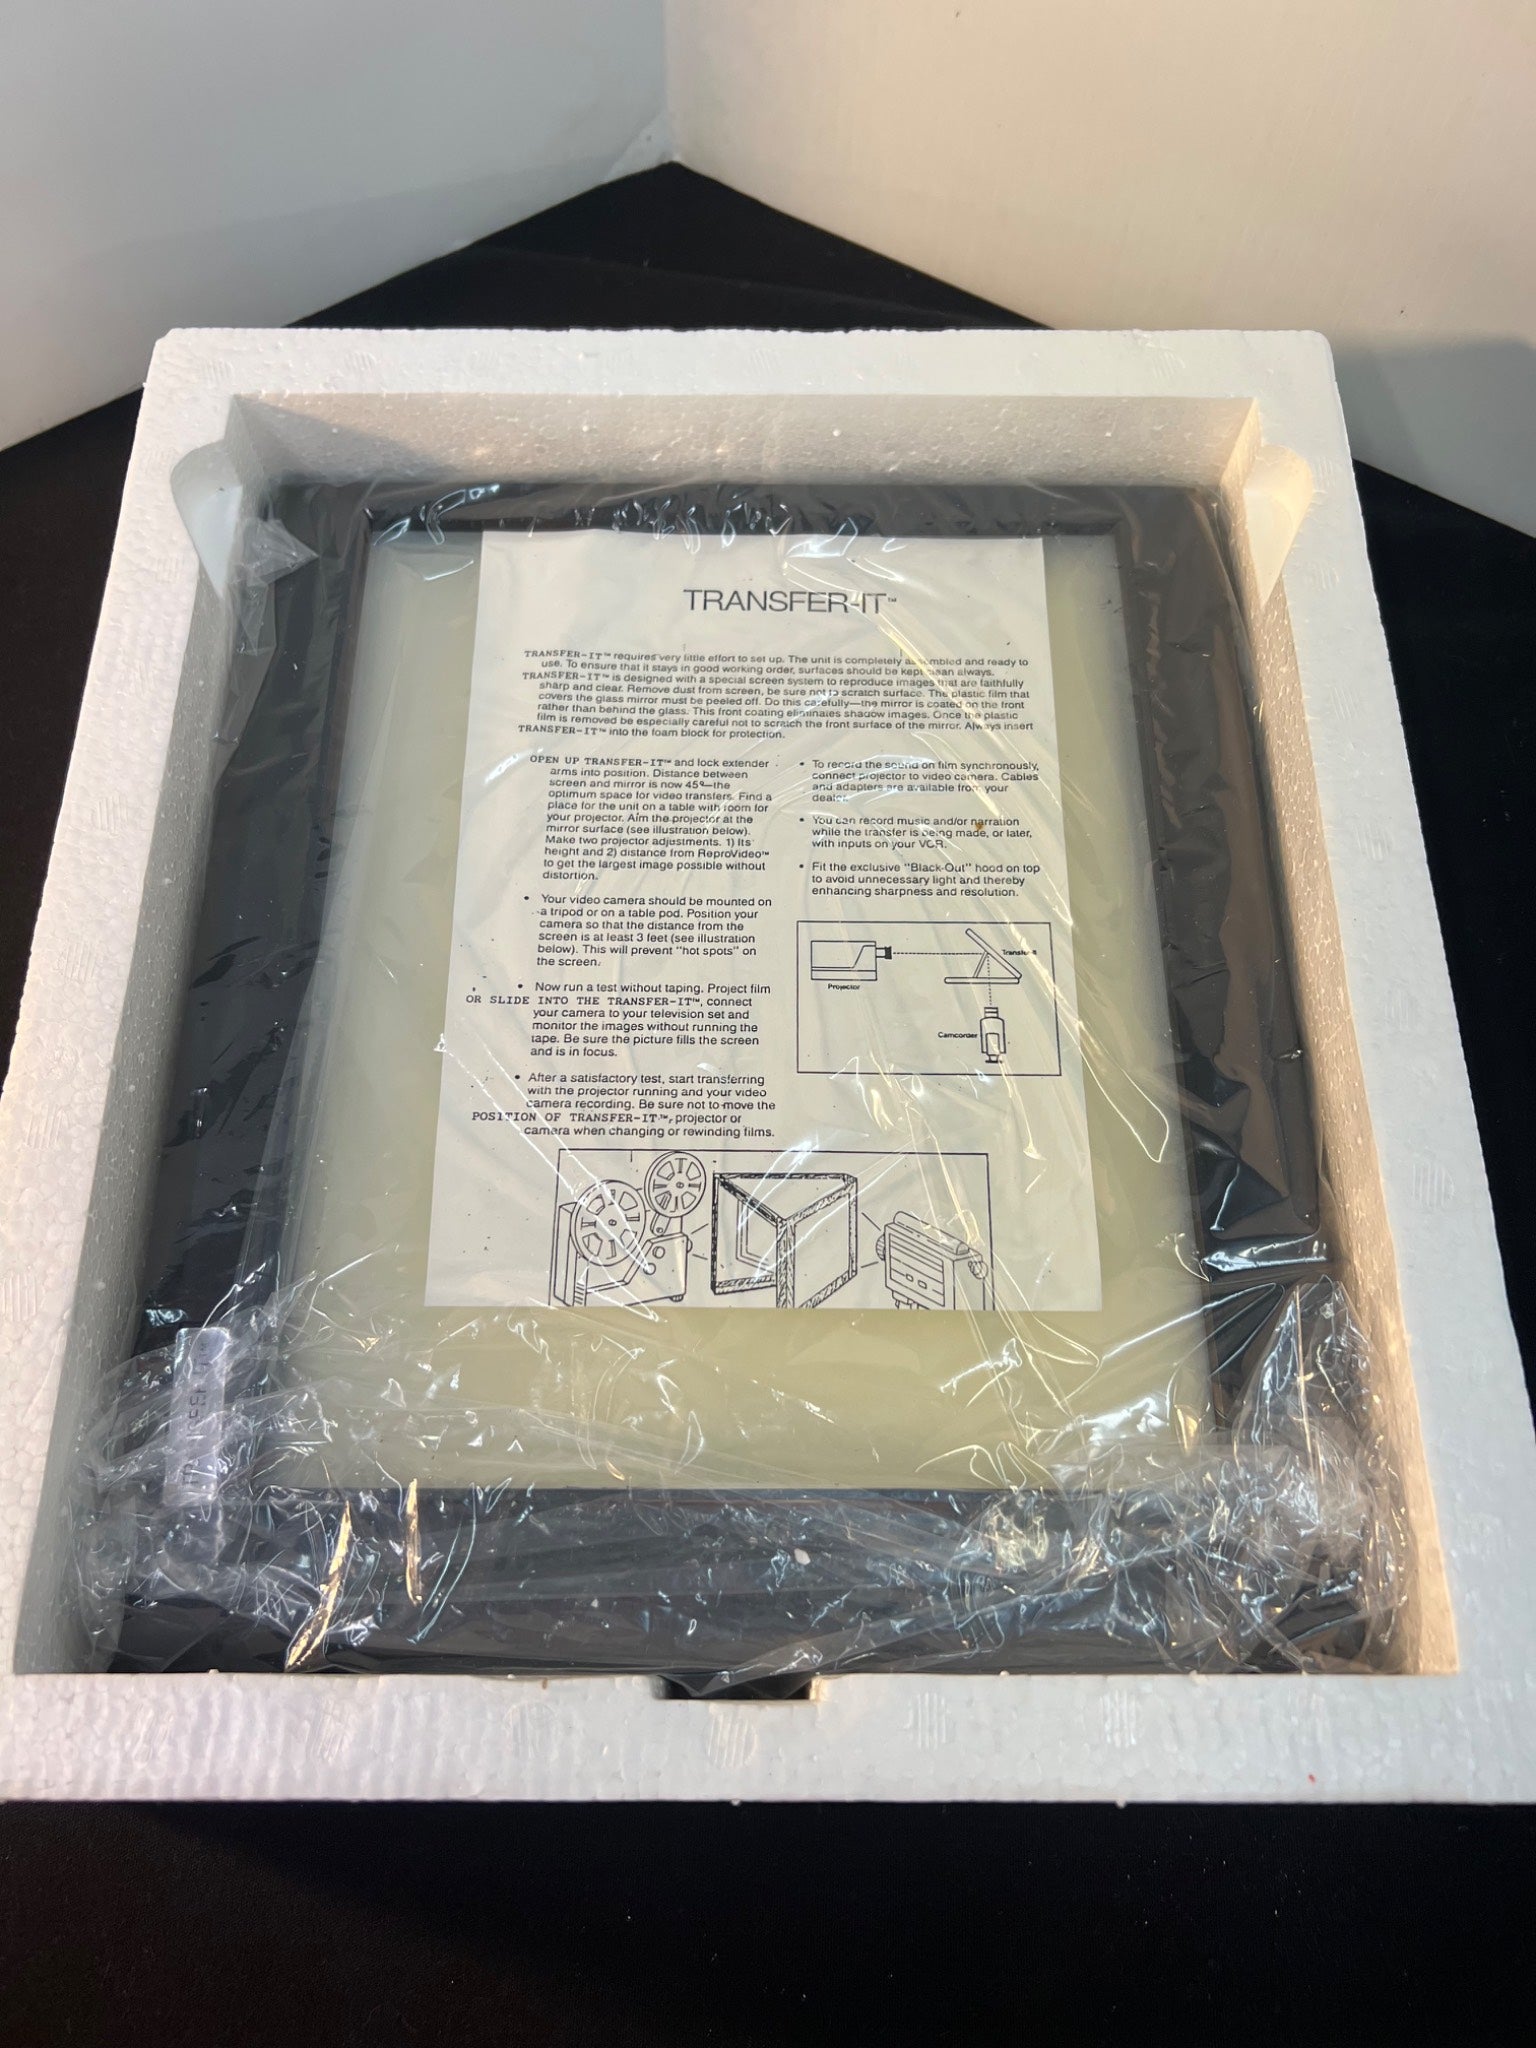 TRANSFER-IT™
TRANSFER-IT™ requires very little effort to set up. The unit is completely assembled and ready to
use. To ensure that it stays in good working order, surfaces should be kept clean always.
TRANSFER-IT™ is designed with a special screen system to reproduce images that are faithfully
sharp and clear. Remove dust from screen, be sure not to scratch surface. The plastic film that
covers the glass mirror must be peeled off. Do this carefully—the mirror is coated on the front
rather than behind the glass. This front coating eliminates shadow images. Once the plastic
film is removed be especially careful not to scratch the front surface of the mirror. Always insert
TRANSFER-IT™ into the foam block for protection.
OPEN UP TRANSFER-IT™ and lock extender
arms into position. Distance between
screen and mirror is now 45°—the
optimum space for video transfers. Find a
place for the unit on a table with room for
your projector. Aim the projector at the
mirror surface (see illustration below).
Make two projector adjustments. 1) Its
height and 2) distance from ReproVideo™
to get the largest image possible without
distortion.
• Your video camera should be mounted on
a tripod or on a table pod. Position your
camera so that the distance from the
screen is at least 3 feet (see illustration
below). This will prevent "hot spots" on
the screen.
• Now run a test without taping. Project film
OR SLIDE INTO THE TRANSFER-IT™, connect
your camera to your television set and
monitor the images without running the
tape. Be sure the picture fills the screen
and is in focus.
• After a satisfactory test, start transferring
with the projector running and your video
camera recording. Be sure not to move the
POSITION OF TRANSFER-IT™, projector or
camera when changing or rewinding films.
• To record the sound on film synchronously,
connect projector to video camera. Cables
and adapters are available from your
dealer.
• You can record music and/or narration
while the transfer is being made, or later,
with inputs on your VCR.
• Fit the exclusive "Black-Out" hood on top
to avoid unnecessary light and thereby
enhancing sharpness and resolution.
Projector
Transfer-It
Camcorder